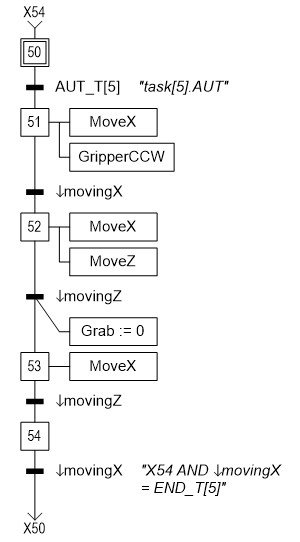 X54
50
AUT_T[5] "task[5].AUT"
51
MoveX
GripperCCW
↓movingX
52
MoveX
MoveZ
↓movingZ
Grab := 0
53
MoveX
↓movingZ
54
↓movingX "X54 AND ↓movingX
= END_T[5]"
X50